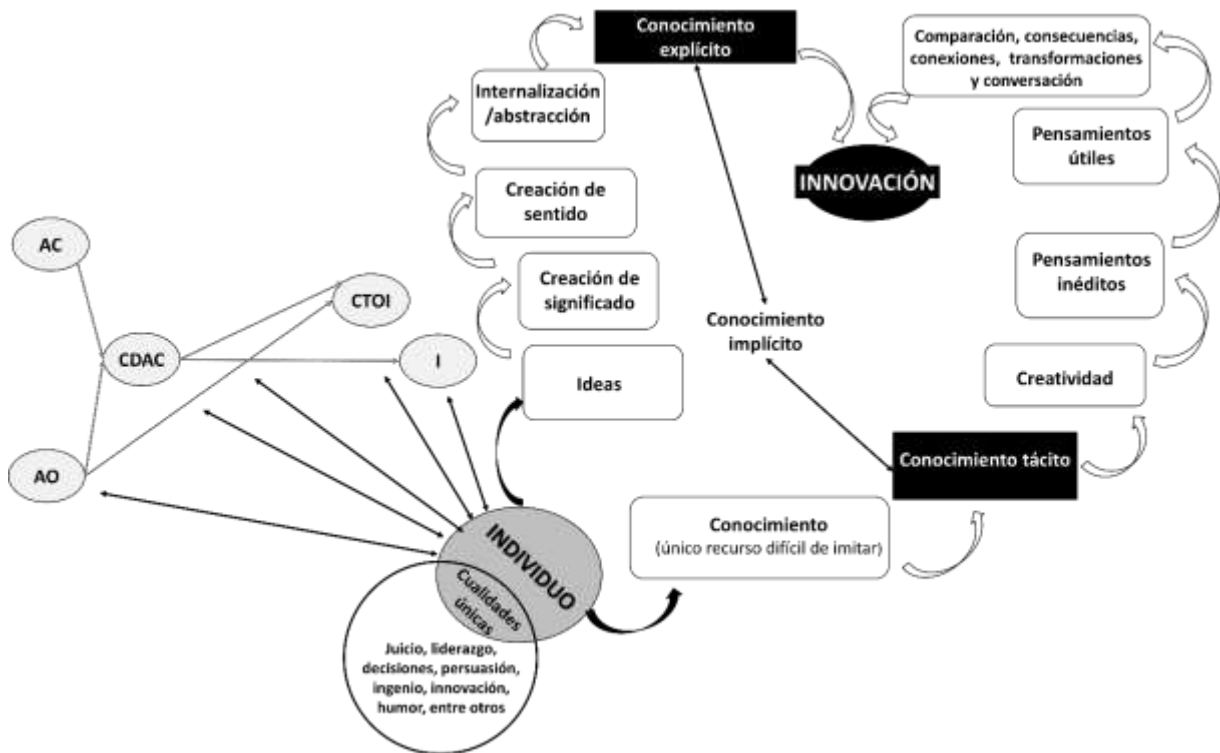 Conocimiento
explícito
Comparación, consecuencias,
conexiones, transformaciones
y conversación
Internalización
/abstracción
Pensamientos
útiles
INNOVACIÓN
Creación de
sentido
AC
Pensamientos
inéditos
Creación de
significado
CTOI
Conocimiento
implícito
CDAC
I
Ideas
Creatividad
AO
Conocimiento tácito
Conocimiento
(único recurso difícil de imitar)
INDIVIDUO
Cualidades
únicas
Juicio, liderazgo,
decisiones, persuasión,
ingenio, innovación,
humor, entre otros